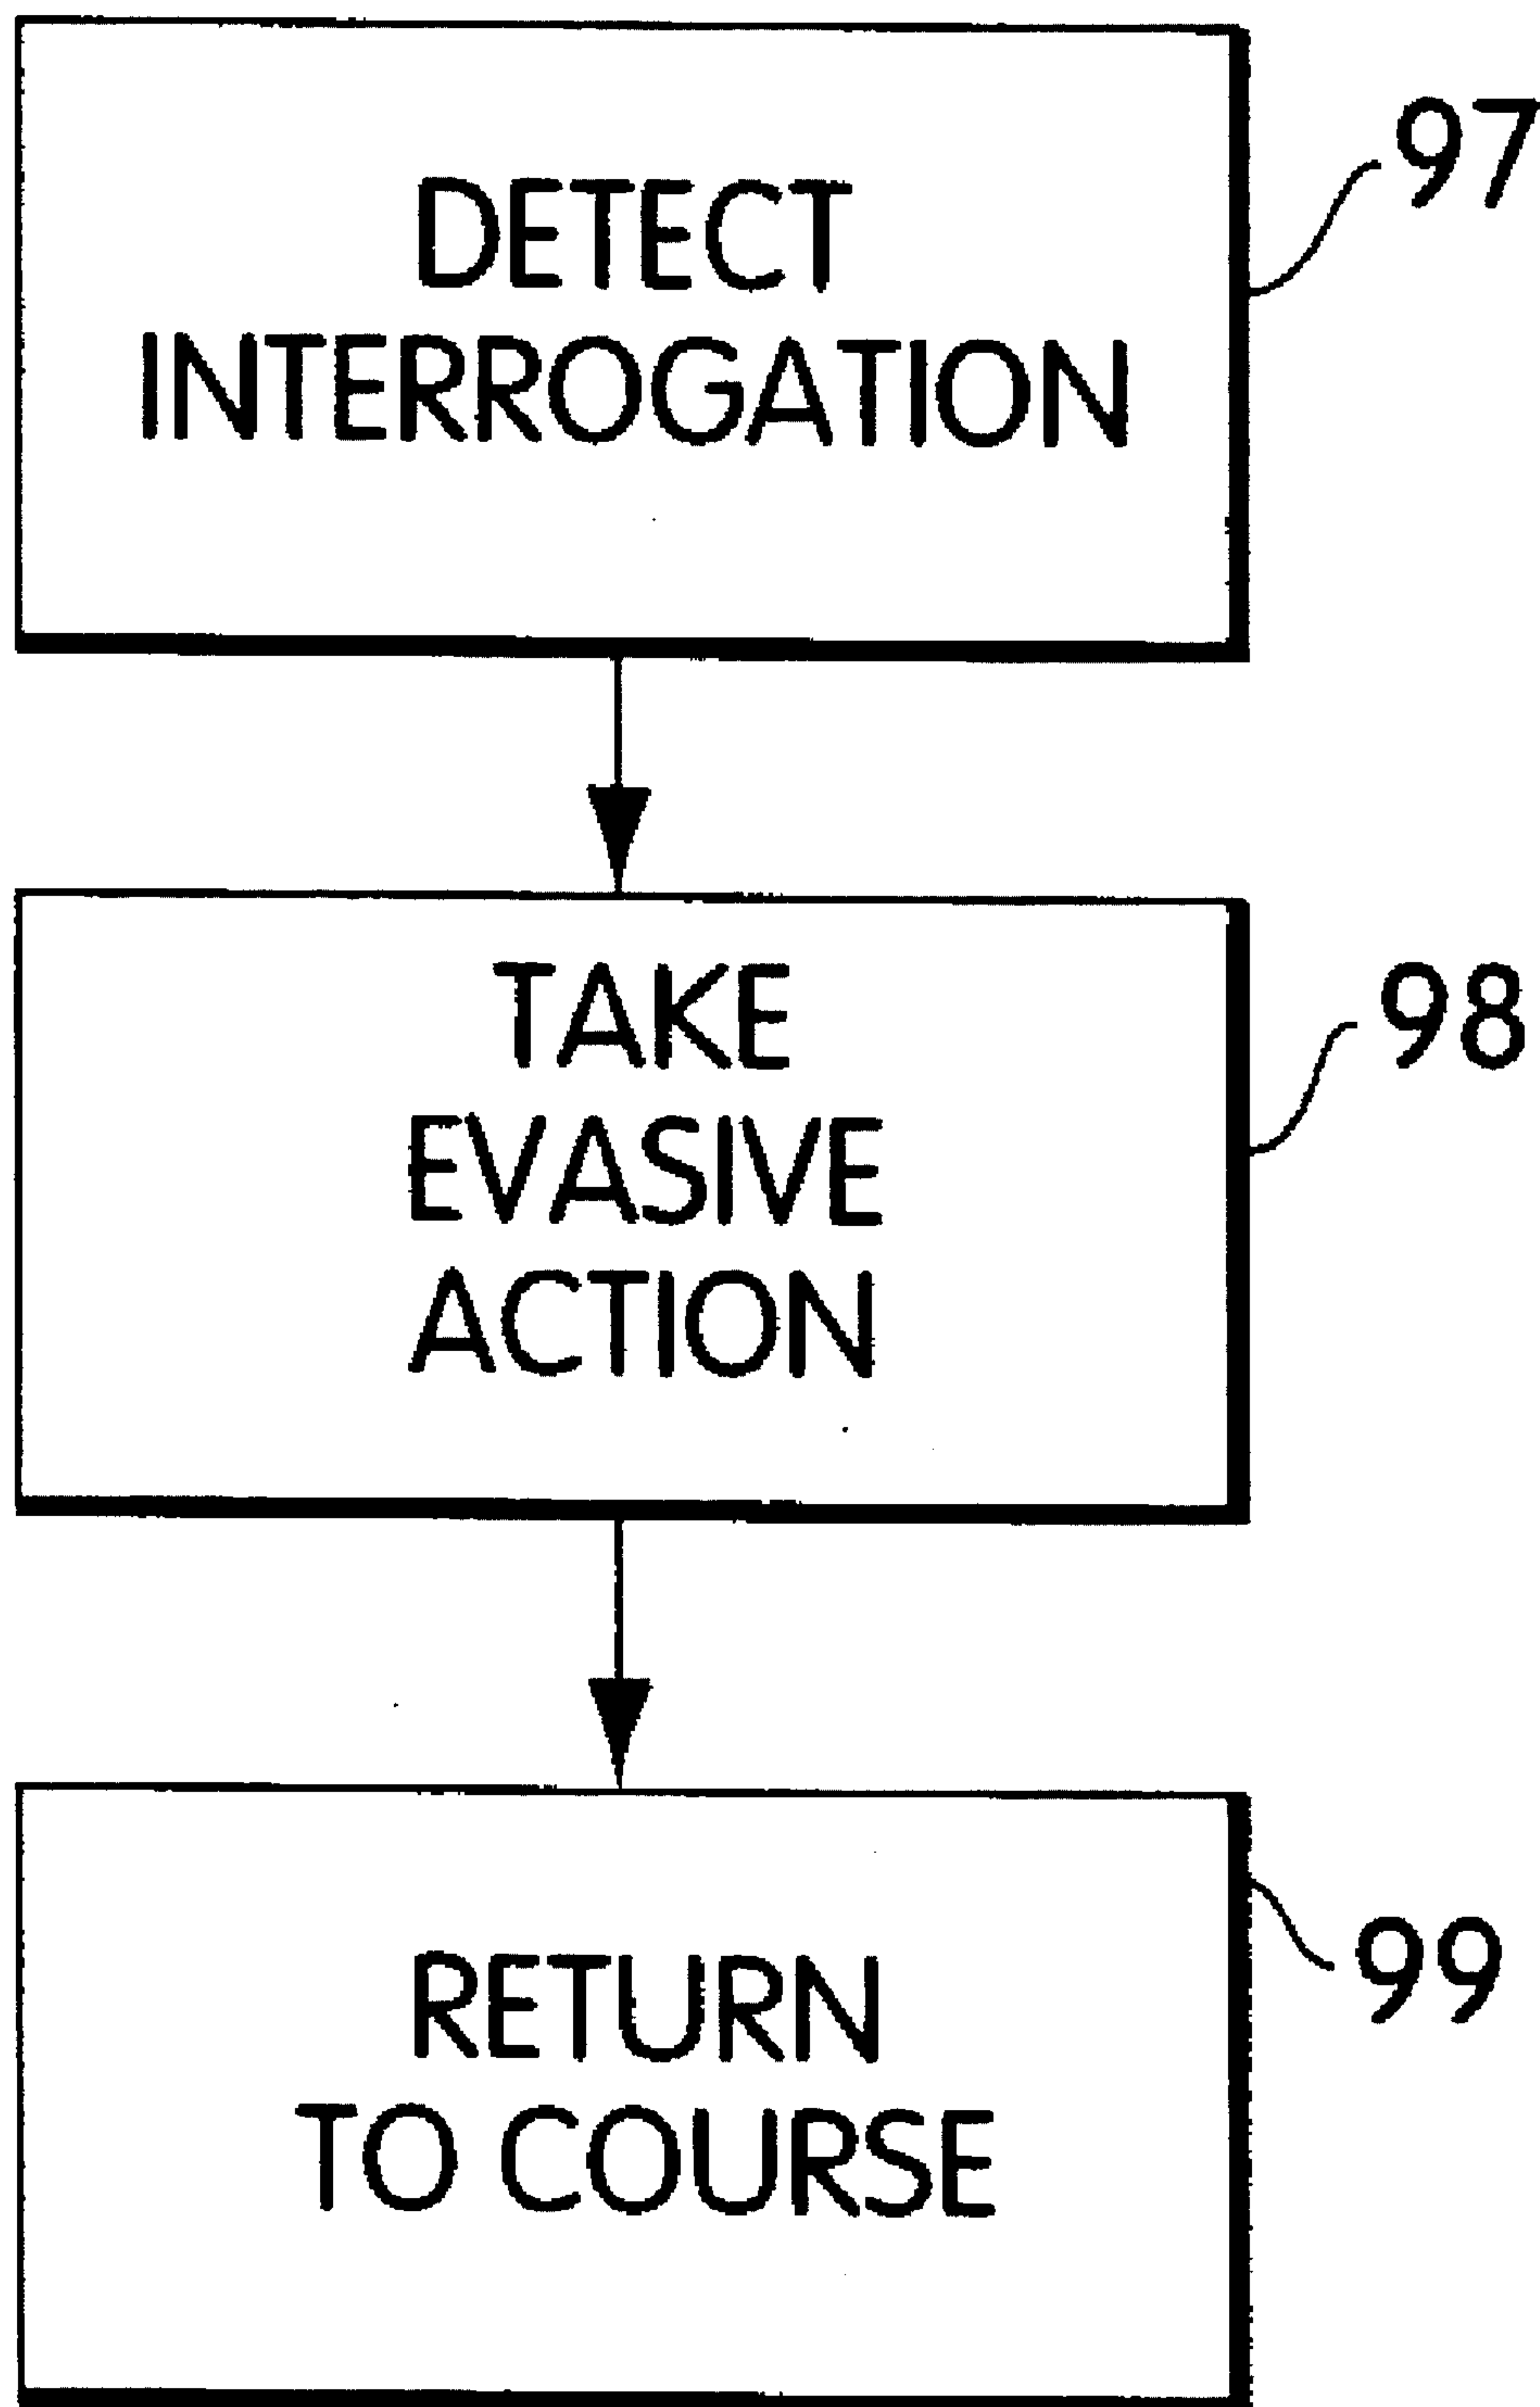 DETECT
INTERROGATION
97
TAKE
EVASIVE
ACTION
98
RETURN
TO COURSE
99